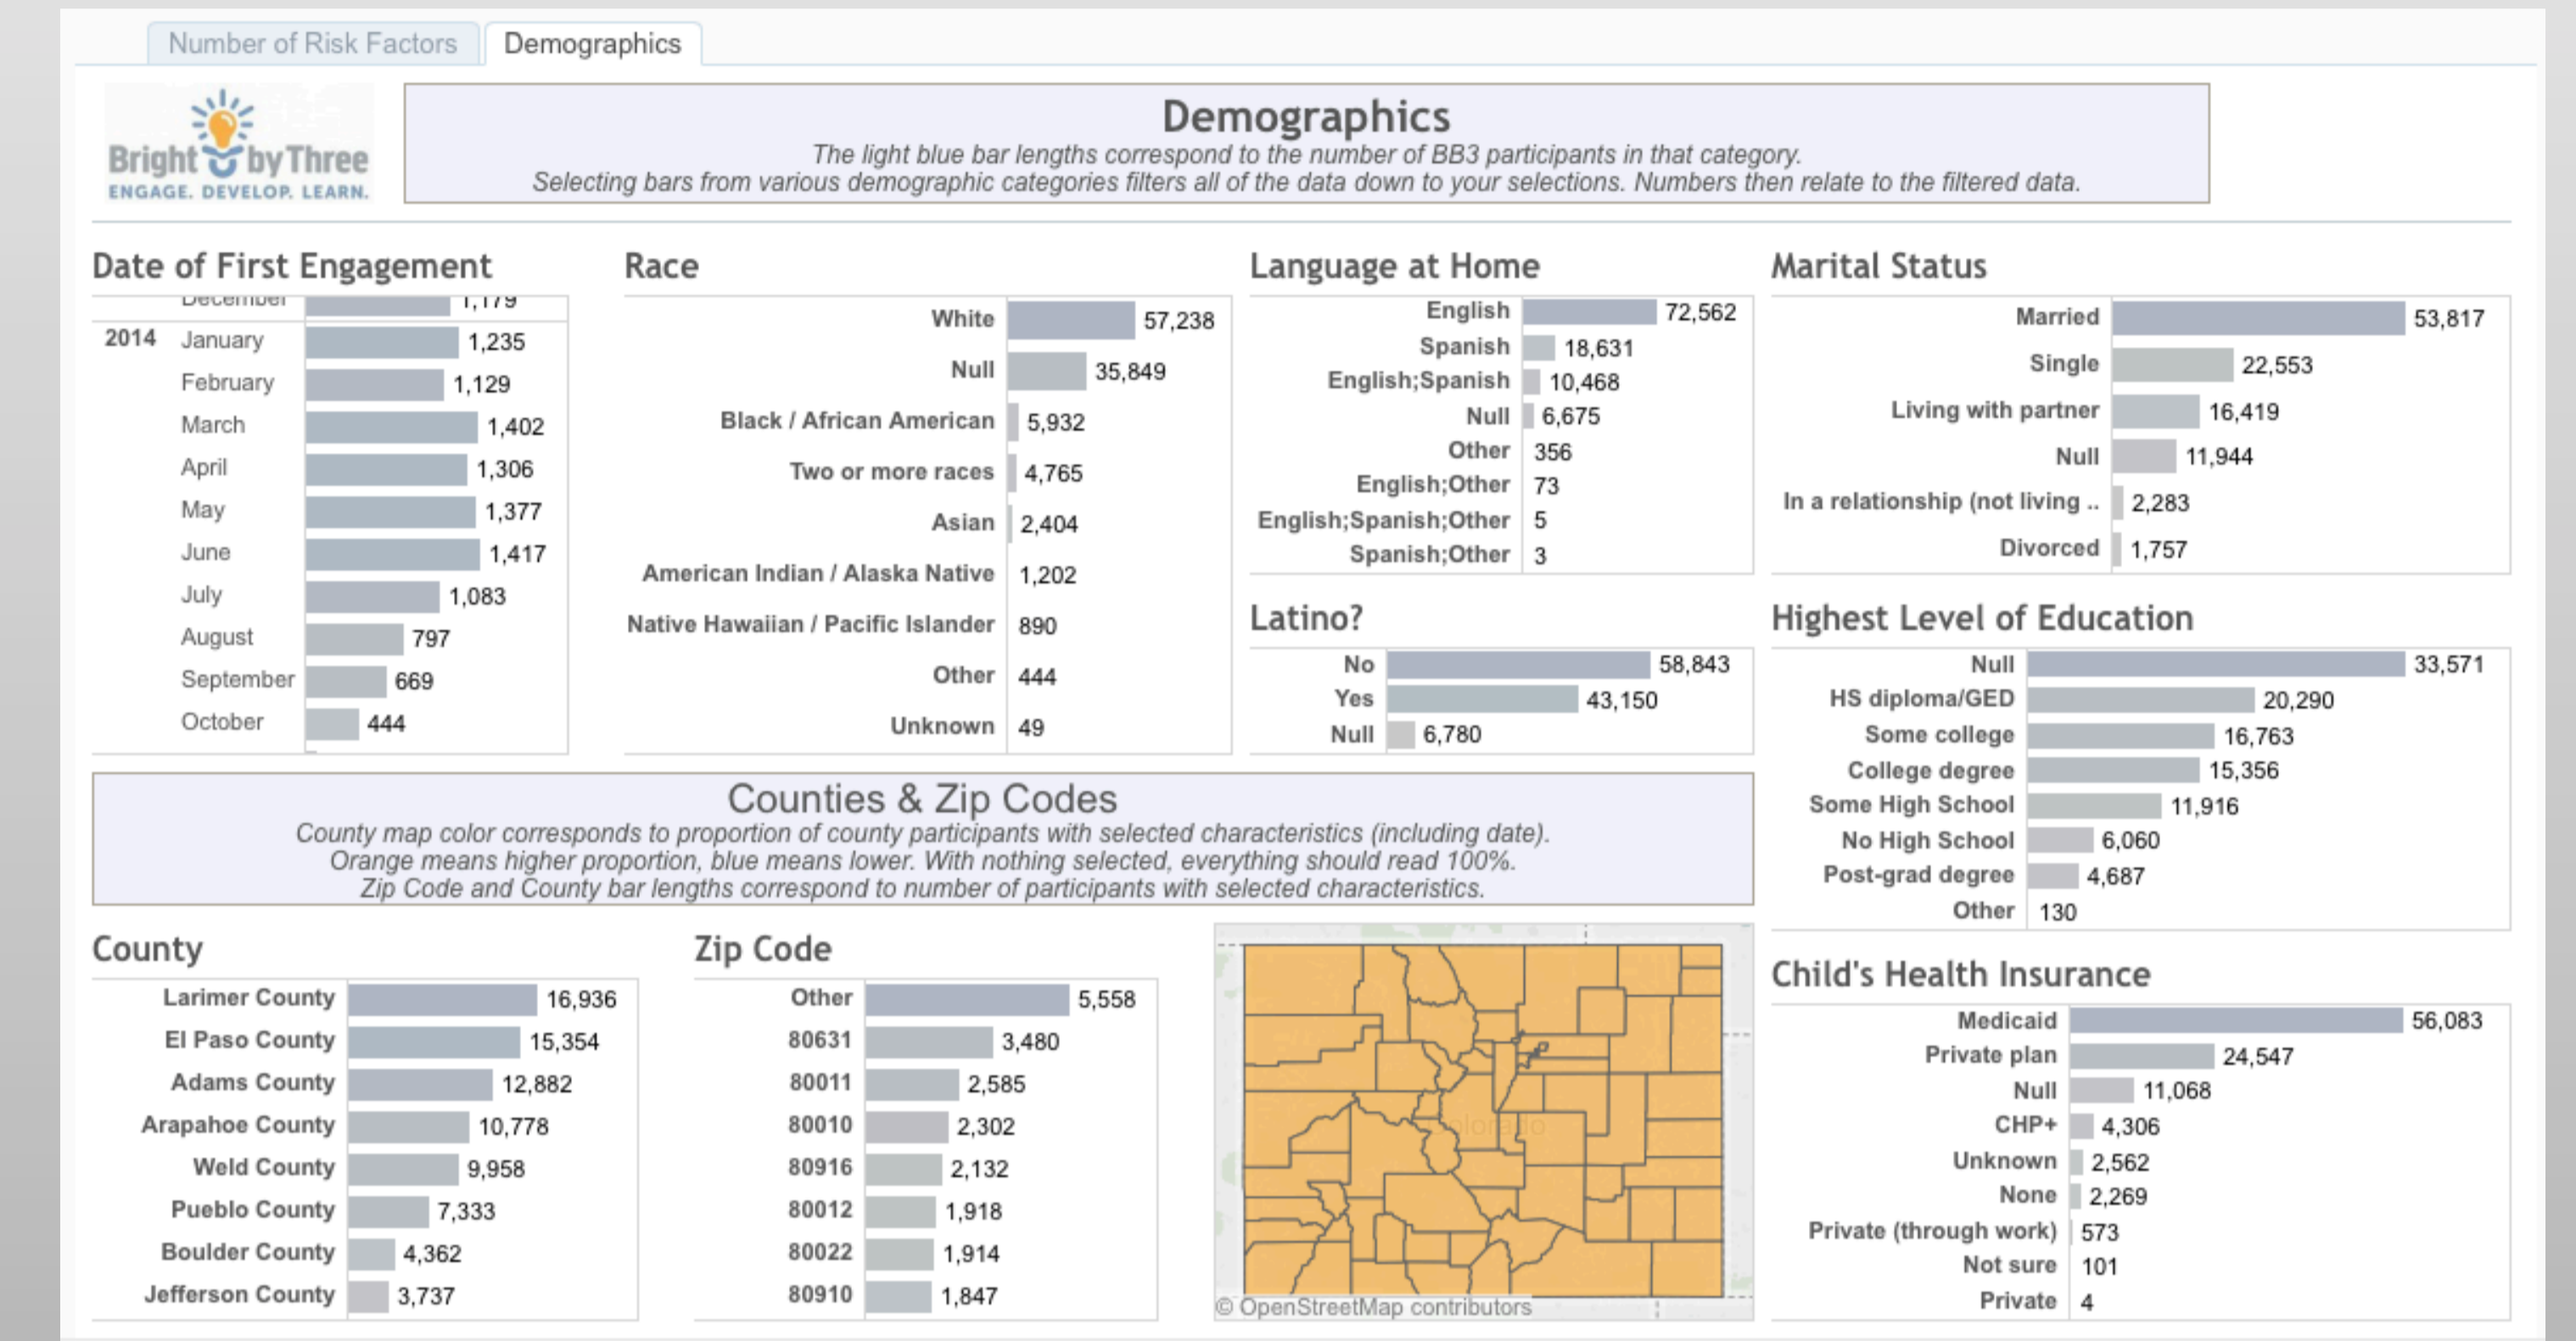 Number of Risk Factors
Demographics
Bright by Three
ENGAGE. DEVELOP. LEARN.
Demographics
The light blue bar lengths correspond to the number of BB3 participants in that category.
Selecting bars from various demographic categories filters all of the data down to your selections. Numbers then relate to the filtered data.
Date of First Engagement
December 1,179
2014 January 1,235
February 1,129
March 1,402
April 1,306
May 1,377
June 1,417
July 1,083
August 797
September 669
October 444
Race
White 57,238
Null 35,849
Black / African American 5,932
Two or more races 4,765
Asian 2,404
American Indian / Alaska Native 1,202
Native Hawaiian / Pacific Islander 890
Other 444
Unknown 49
Language at Home
English 72,562
Spanish 18,631
English;Spanish 10,468
Null 6,675
Other 356
English;Other 73
English;Spanish;Other 5
Spanish;Other 3
Latino?
No 58,843
Yes 43,150
Null 6,780
Marital Status
Married 53,817
Single 22,553
Living with partner 16,419
Null 11,944
In a relationship (not living .. 2,283
Divorced 1,757
Highest Level of Education
Null 33,571
HS diploma/GED 20,290
Some college 16,763
College degree 15,356
Some High School 11,916
No High School 6,060
Post-grad degree 4,687
Other 130
Counties & Zip Codes
County map color corresponds to proportion of county participants with selected characteristics (including date).
Orange means higher proportion, blue means lower. With nothing selected, everything should read 100%.
Zip Code and County bar lengths correspond to number of participants with selected characteristics.
County
Larimer County 16,936
El Paso County 15,354
Adams County 12,882
Arapahoe County 10,778
Weld County 9,958
Pueblo County 7,333
Boulder County 4,362
Jefferson County 3,737
Zip Code
Other 5,558
80631 3,480
80011 2,585
80010 2,302
80916 2,132
80012 1,918
80022 1,914
80910 1,847
Colorado
© OpenStreetMap contributors
Child's Health Insurance
Medicaid 56,083
Private plan 24,547
Null 11,068
CHP+ 4,306
Unknown 2,562
None 2,269
Private (through work) 573
Not sure 101
Private 4